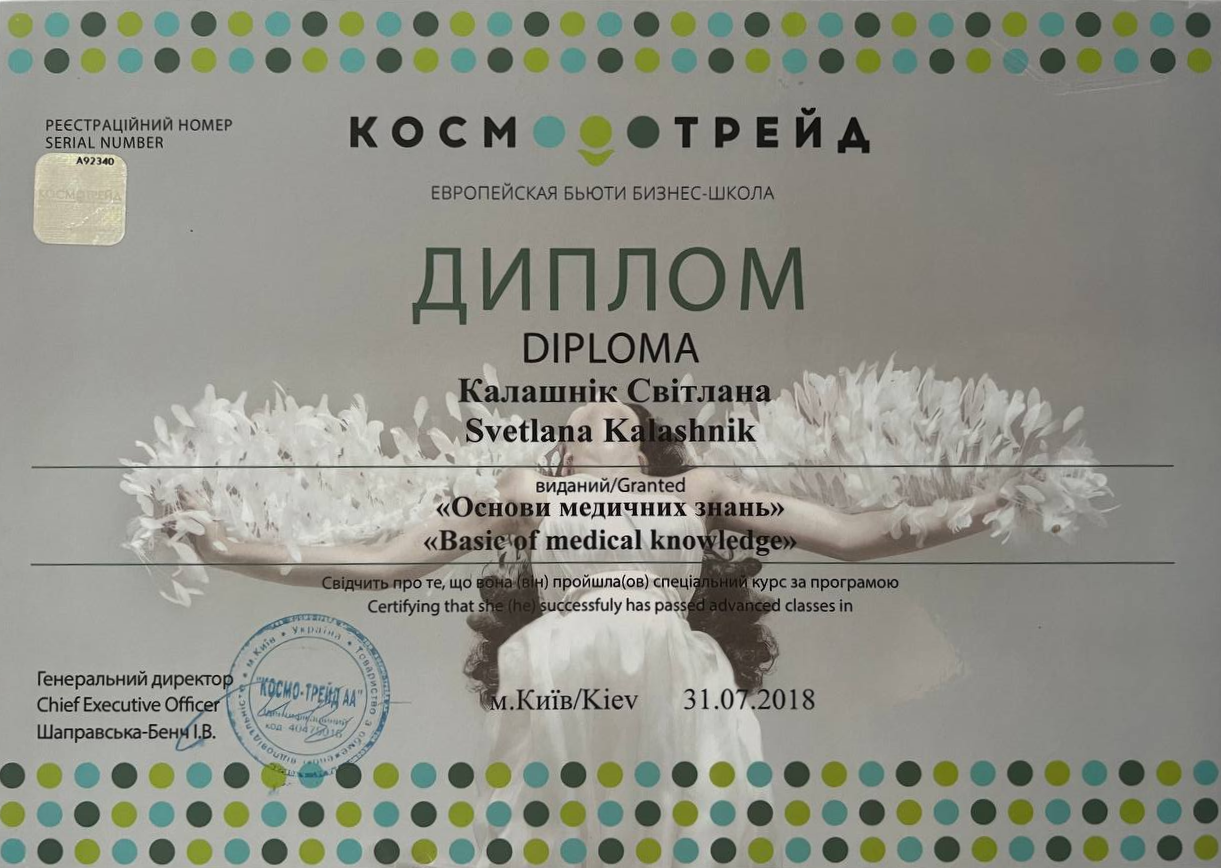 РЕЄСТРАЦІЙНИЙ НОМЕР
SERIAL NUMBER
A92340
КОСМОТРЕЙД
КОСМ ТРЕЙД
ЕВРОПЕЙСКАЯ БЬЮТИ БИЗНЕС-ШКОЛА
ДИПЛОМ
DIPLOMA
Калашнік Світлана
Svetlana Kalashnik
виданий/Granted
«Основи медичних знань»
«Basic of medical knowledge»
Свідчить про те, що вона (він) пройшла(ов) спеціальний курс за програмою
Certifying that she (he) successfuly has passed advanced classes in
Генеральний директор
Chief Executive Officer
Шаправська-Бенч І.В.
м.Київ • Україна • Товариство з обмеженою відповідальністю
"КОСМО-ТРЕЙД АА"
Ідентифікаційний
код
м.Київ/Kiev 31.07.2018